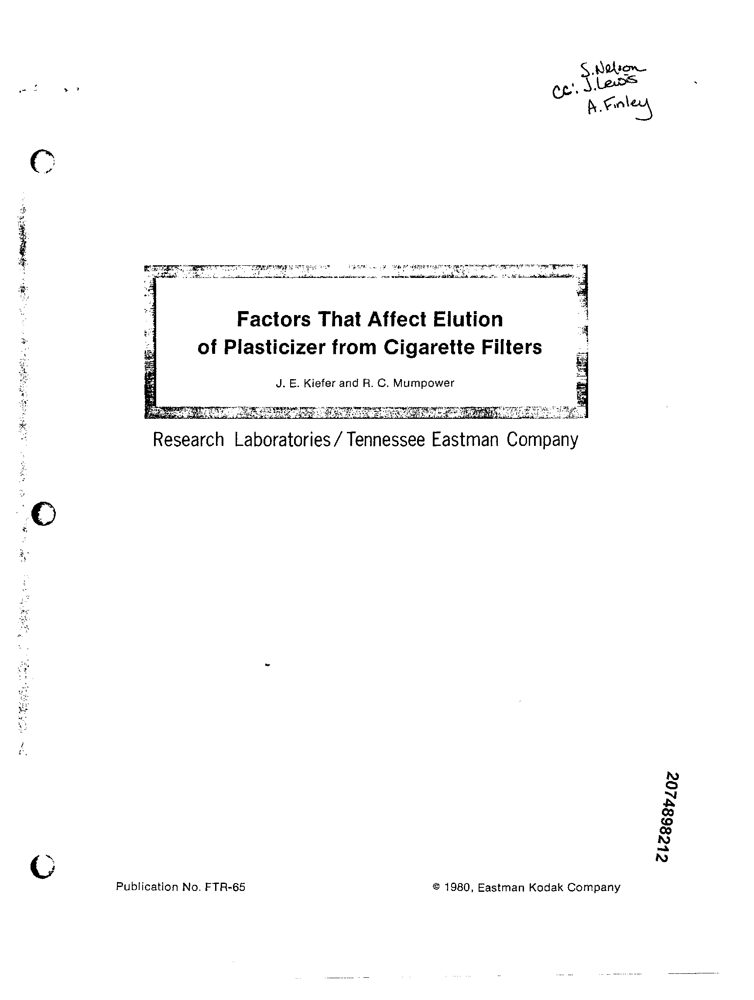 S. Nelson
cc: J. Lewis
A. Finley
Factors That Affect Elution
of Plasticizer from Cigarette Filters
J. E. Kiefer and R. C. Mumpower
Research Laboratories/Tennessee Eastman Company
2074898212
Publication No. FTR-65
© 1980, Eastman Kodak Company